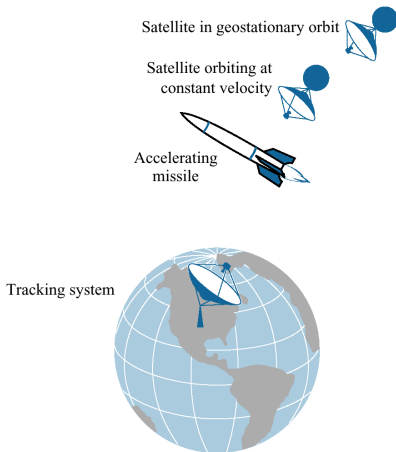 Satellite in geostationary orbit
Satellite orbiting at
constant velocity
Accelerating
missile
Tracking system